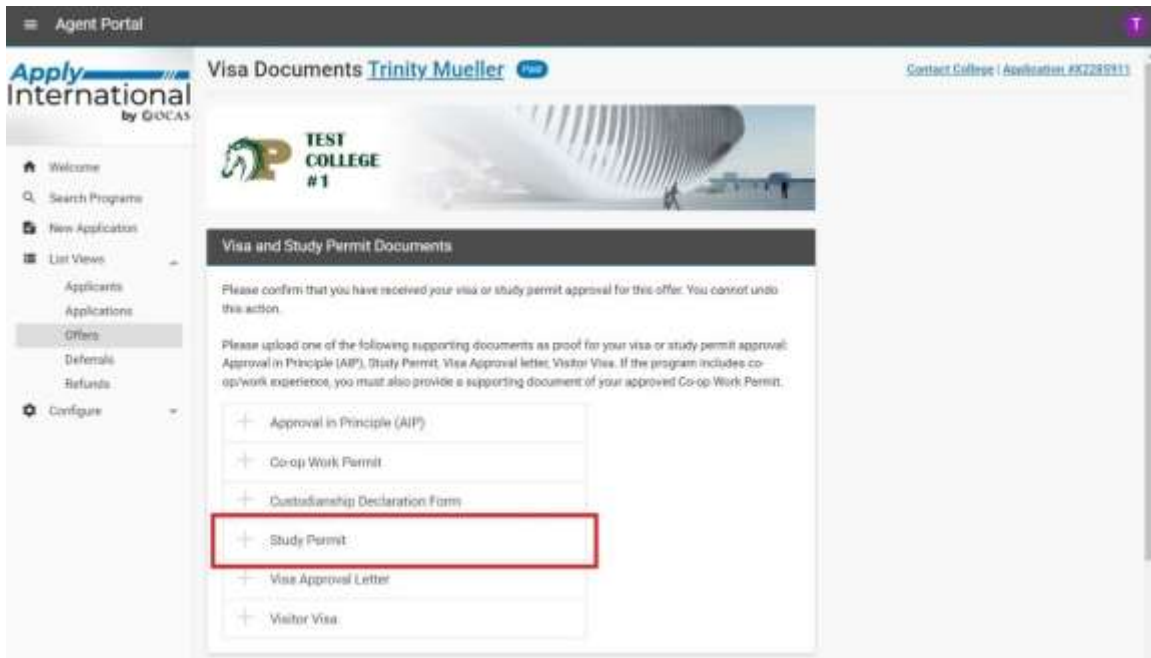 Agent Portal
T
Apply
International
by OCAS
Visa Documents Trinity Mueller Paid
Contact College | Application #X2285911
TEST
COLLEGE
#1
Welcome
Search Programs
New Application
List Views
Applicants
Applications
Offers
Deferrals
Refunds
Configure
Visa and Study Permit Documents
Please confirm that you have received your visa or study permit approval for this offer. You cannot undo
this action.
Please upload one of the following supporting documents as proof for your visa or study permit approval:
Approval in Principle (AIP), Study Permit, Visa Approval letter, Visitor Visa. If the program includes co-
op/work experience, you must also provide a supporting document of your approved Co-op Work Permit.
Approval in Principle (AIP)
Co-op Work Permit
Custodianship Declaration Form
Study Permit
Visa Approval Letter
Visitor Visa